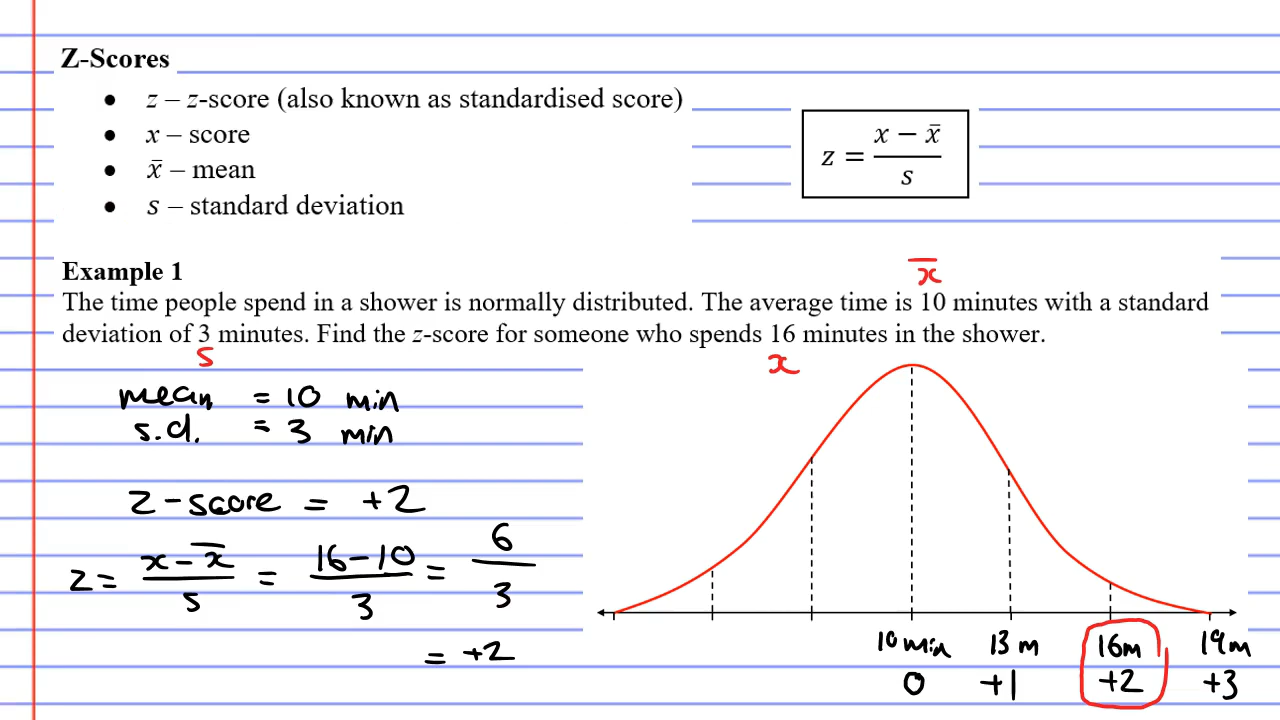 Z-Scores
• z – z-score (also known as standardised score)
• x – score
• x̄ – mean
• s – standard deviation
z = (x − x̄)/s
Example 1
x̄
The time people spend in a shower is normally distributed. The average time is 10 minutes with a standard
deviation of 3 minutes. Find the z-score for someone who spends 16 minutes in the shower.
s
x
mean = 10 min
s.d. = 3 min
z-score = +2
z = (x − x̄)/s = (16 − 10)/3 = 6/3
= +2
10 min 13 m 16m 19m
0 +1 +2 +3